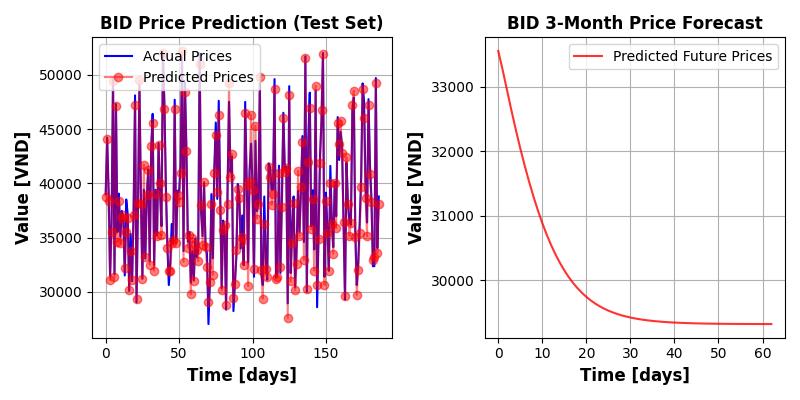 BID Price Prediction (Test Set)
Actual Prices
Predicted Prices
50000
45000
40000
35000
30000
Value [VND]
0
50
100
150
Time [days]
BID 3-Month Price Forecast
Predicted Future Prices
33000
32000
31000
30000
Value [VND]
0
10
20
30
40
50
60
Time [days]